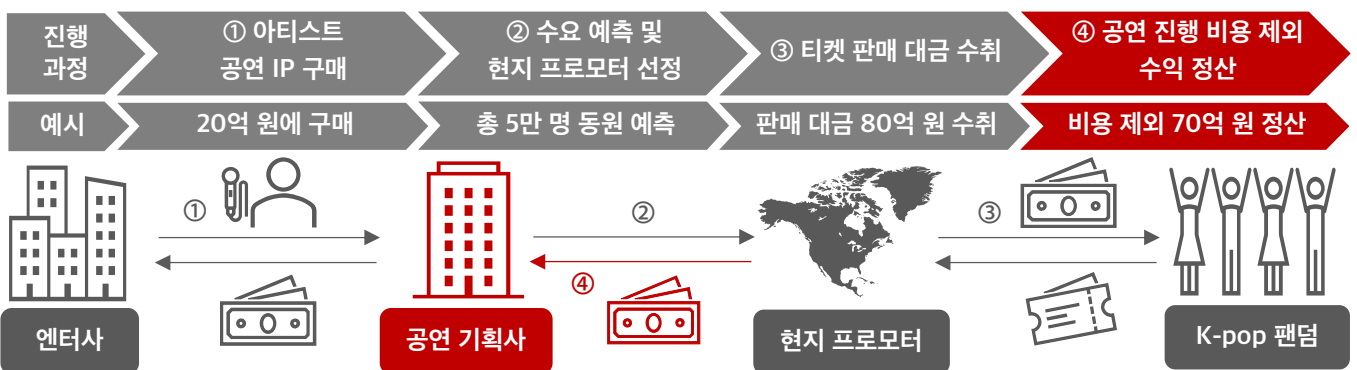 진행
과정
① 아티스트
공연 IP 구매
② 수요 예측 및
현지 프로모터 선정
③ 티켓 판매 대금 수취
④ 공연 진행 비용 제외
수익 정산
예시
20억 원에 구매
총 5만 명 동원 예측
판매 대금 80억 원 수취
비용 제외 70억 원 정산
①
②
③
④
엔터사
공연 기획사
현지 프로모터
K-pop 팬덤